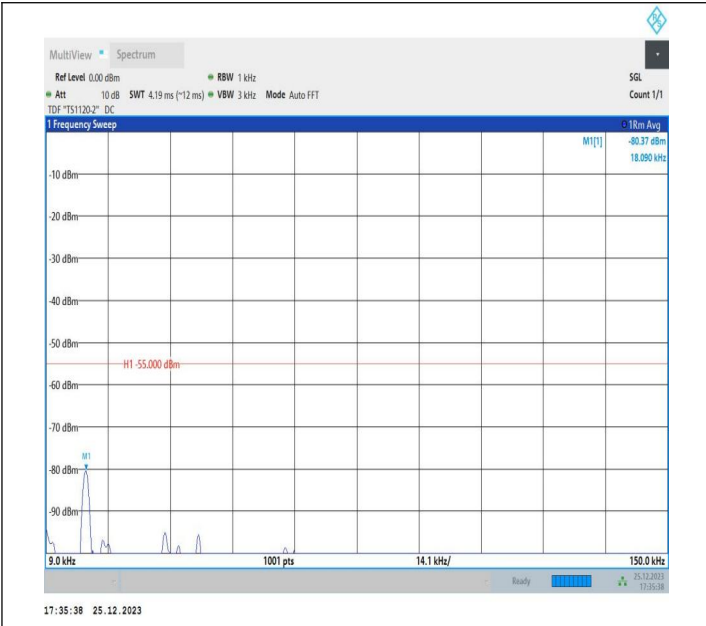 MultiView Spectrum
Ref Level 0.00 dBm RBW 1 kHz SGL
Att 10 dB SWT 4.19 ms (~12 ms) VBW 3 kHz Mode Auto FFT Count 1/1
TDF "TS1120-2" DC
1 Frequency Sweep 1Rm Avg
M1[1] -80.37 dBm
18.090 kHz
-10 dBm
-20 dBm
-30 dBm
-40 dBm
-50 dBm
H1 -55.000 dBm
-60 dBm
-70 dBm
M1
-80 dBm
-90 dBm
9.0 kHz 1001 pts 14.1 kHz/ 150.0 kHz
Ready 25.12.2023
17:35:38
17:35:38 25.12.2023